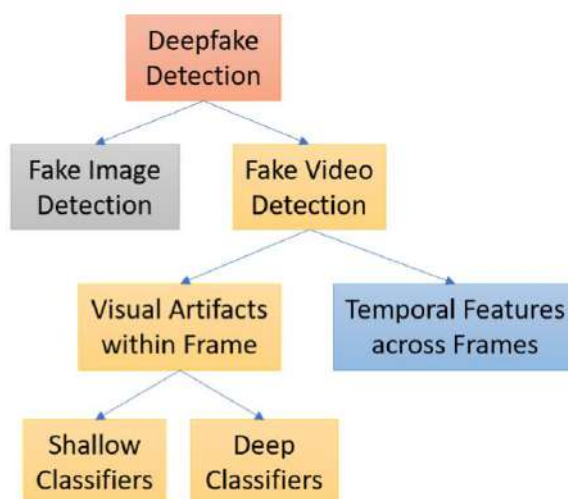 Deepfake
Detection
Fake Image
Detection
Fake Video
Detection
Visual Artifacts
within Frame
Temporal Features
across Frames
Shallow
Classifiers
Deep
Classifiers